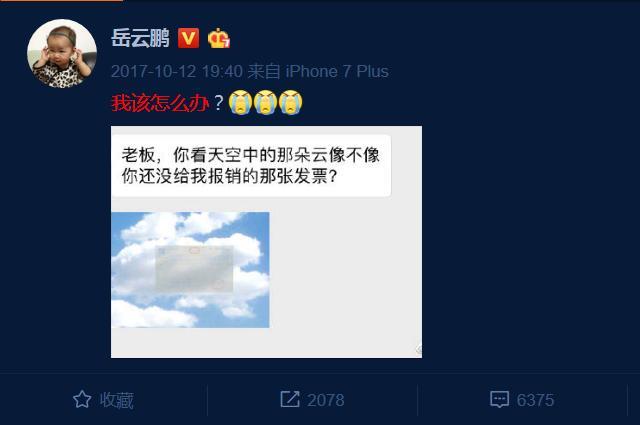 岳云鹏
2017-10-12 19:40 来自 iPhone 7 Plus
我该怎么办？😭😭😭
老板，你看天空中的那朵云像不像
你还没给我报销的那张发票？
收藏
2078
6375